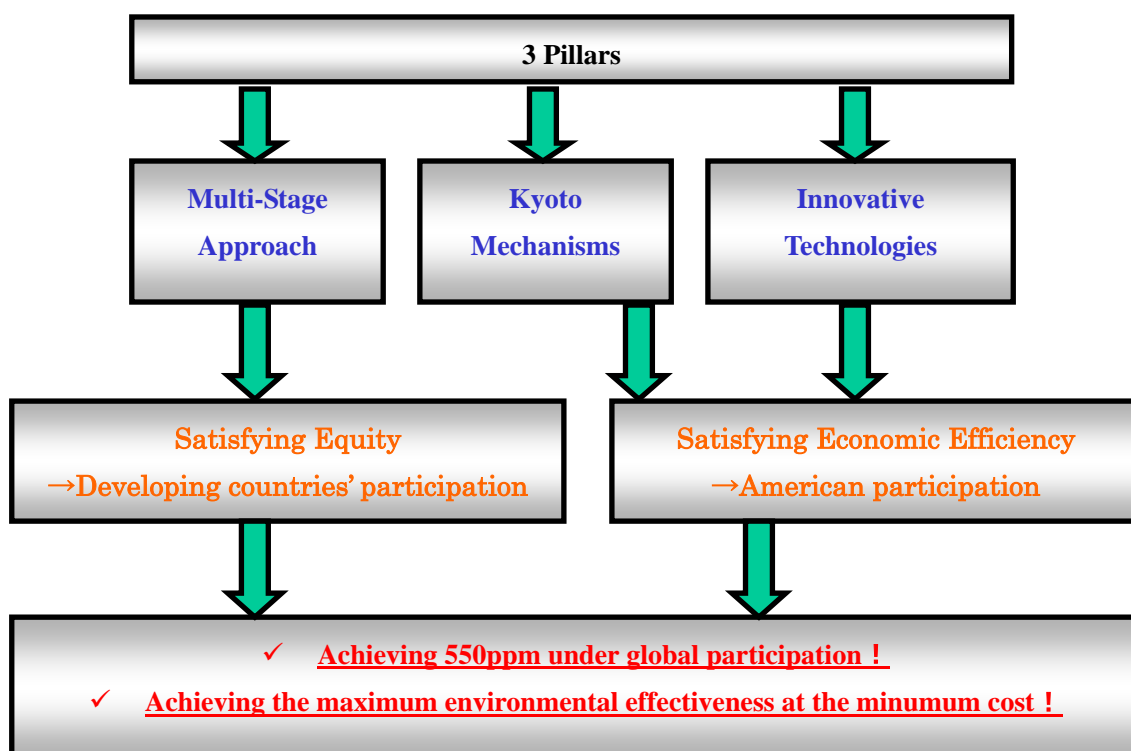 3 Pillars
Multi-Stage
Approach
Kyoto
Mechanisms
Innovative
Technologies
Satisfying Equity
→Developing countries’ participation
Satisfying Economic Efficiency
→American participation
✓ Achieving 550ppm under global participation！
✓ Achieving the maximum environmental effectiveness at the minumum cost！